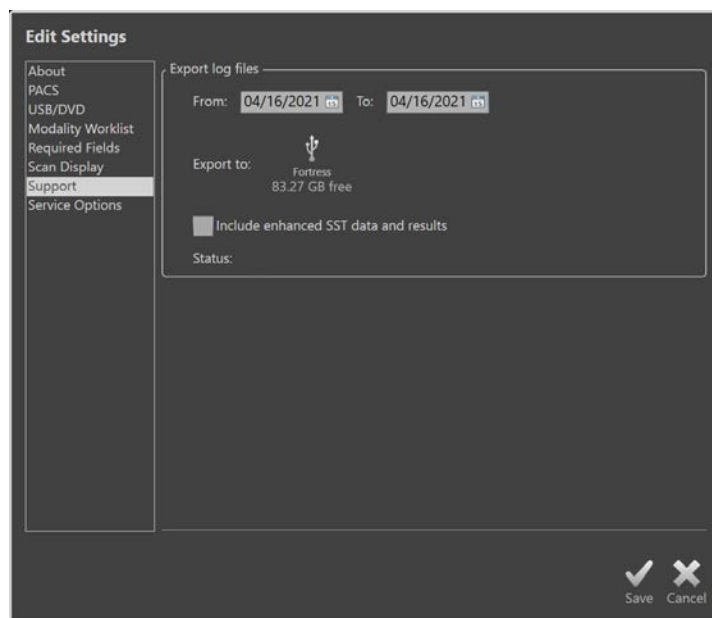 Edit Settings
About
PACS
USB/DVD
Modality Worklist
Required Fields
Scan Display
Support
Service Options
Export log files
From: 04/16/2021 15 To: 04/16/2021 15
Export to:
Fortress
83.27 GB free
Include enhanced SST data and results
Status:
Save Cancel